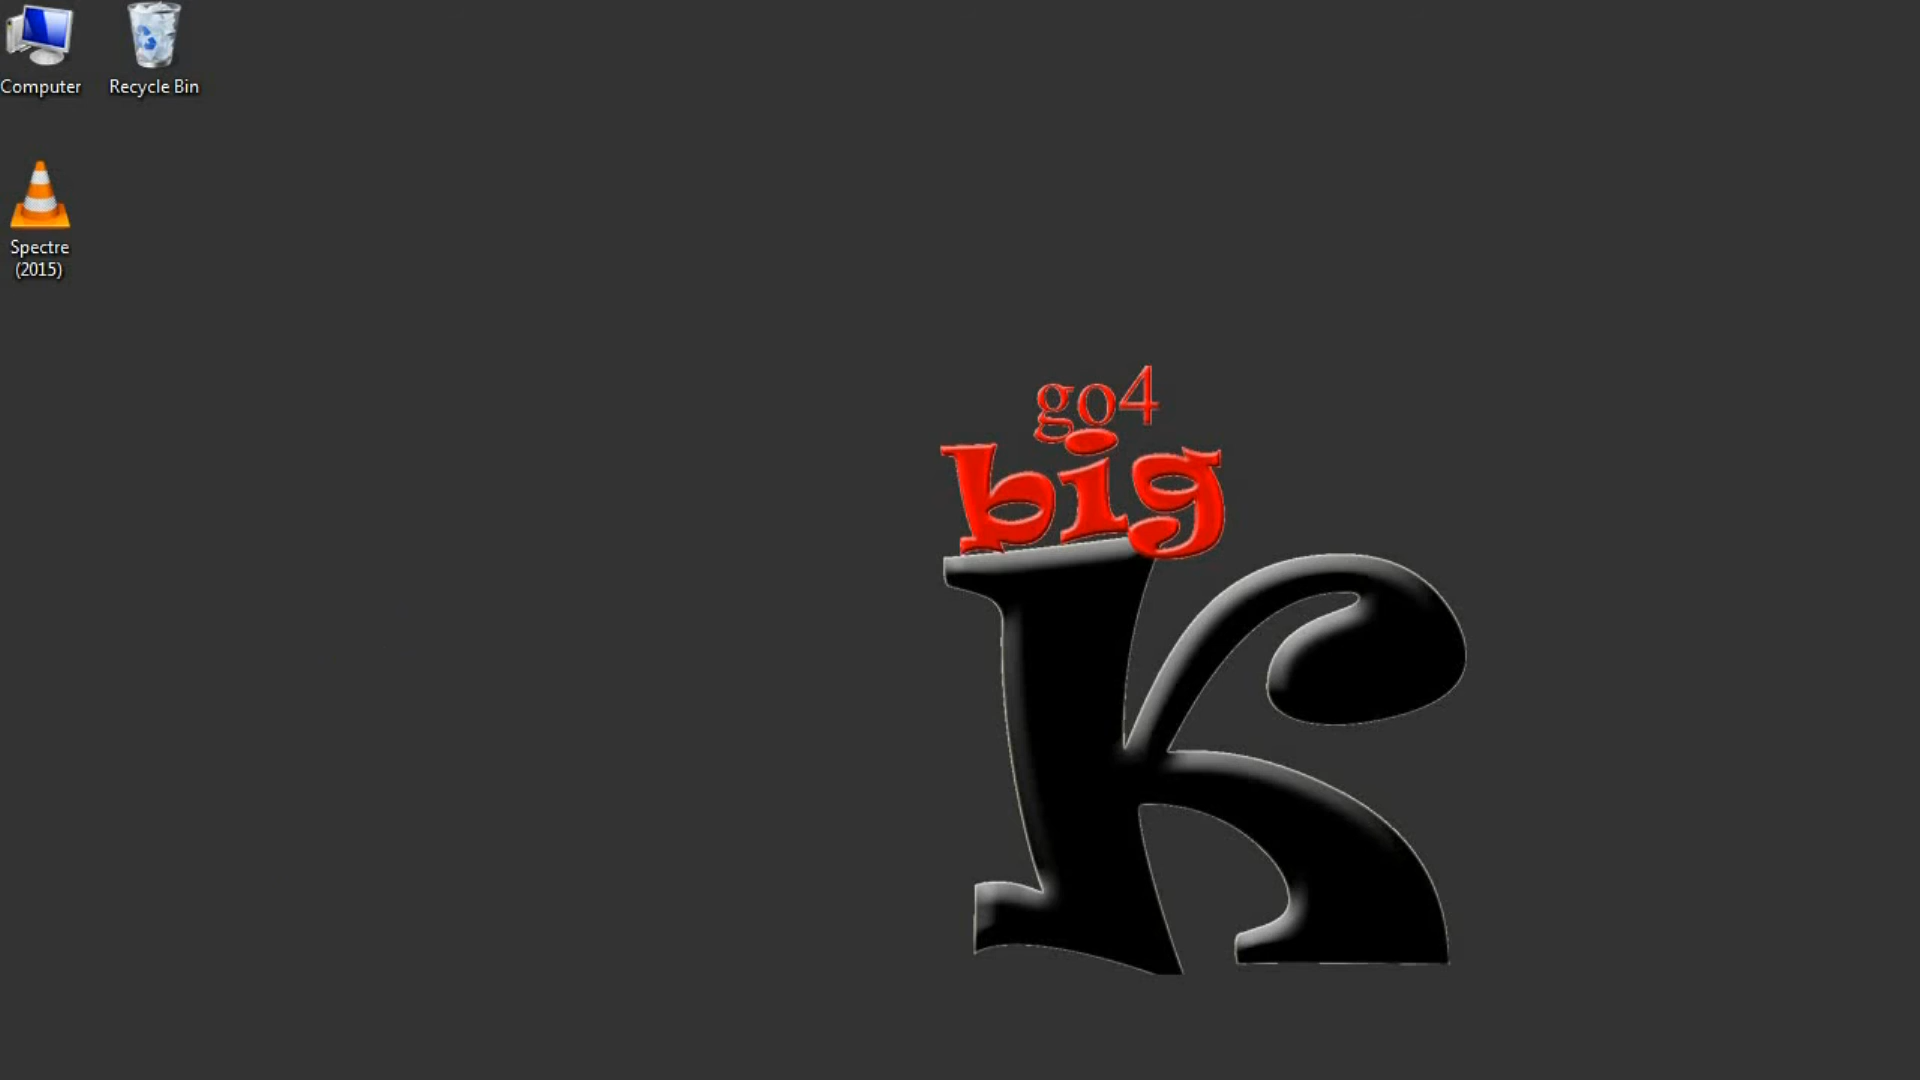 Computer
Recycle Bin
Spectre
(2015)
go4
big
K